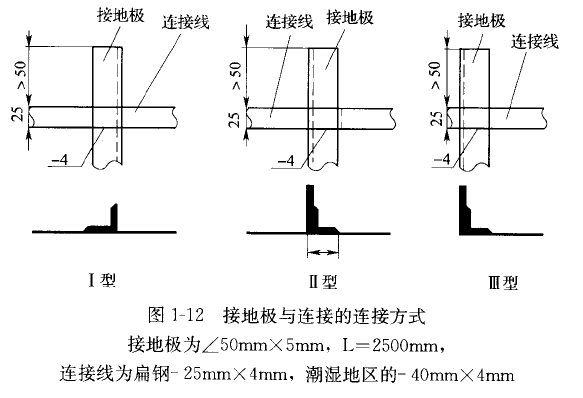 接地极
连接线
>50
25
-4
Ⅰ型
接地极
连接线
>50
25
-4
Ⅱ型
接地极
连接线
>50
25
-4
Ⅲ型
图 1-12 接地极与连接的连接方式
接地极为∠50mm×5mm, L=2500mm,
连接线为扁钢-25mm×4mm, 潮湿地区的-40mm×4mm